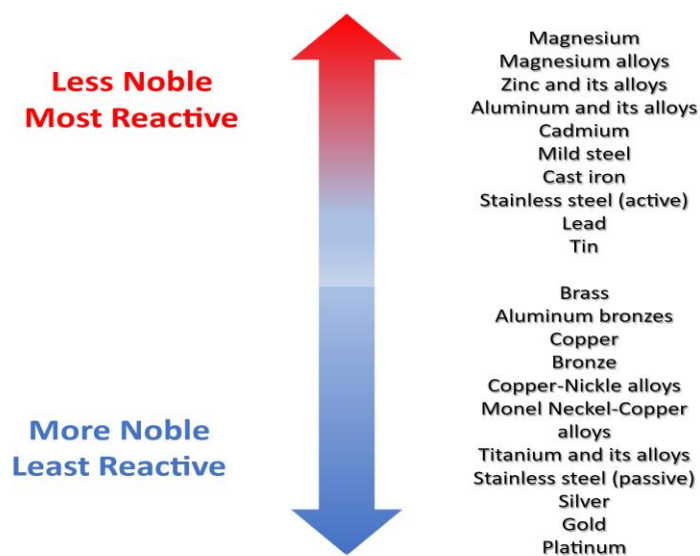 Less Noble
Most Reactive
More Noble
Least Reactive
Magnesium
Magnesium alloys
Zinc and its alloys
Aluminum and its alloys
Cadmium
Mild steel
Cast iron
Stainless steel (active)
Lead
Tin
Brass
Aluminum bronzes
Copper
Bronze
Copper-Nickle alloys
Monel Neckel-Copper
alloys
Titanium and its alloys
Stainless steel (passive)
Silver
Gold
Platinum